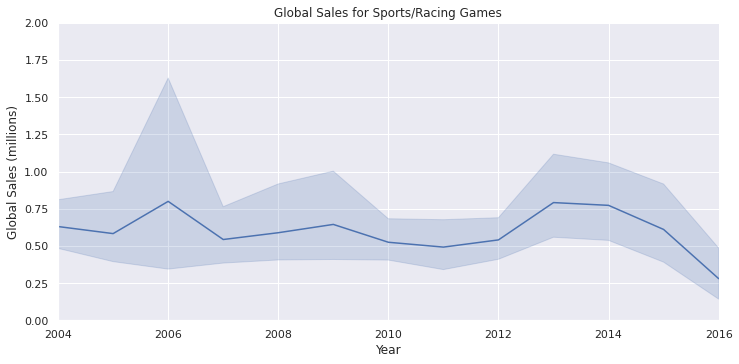 Global Sales for Sports/Racing Games
Global Sales (millions)
2.00
1.75
1.50
1.25
1.00
0.75
0.50
0.25
0.00
2004 2006 2008 2010 2012 2014 2016
Year